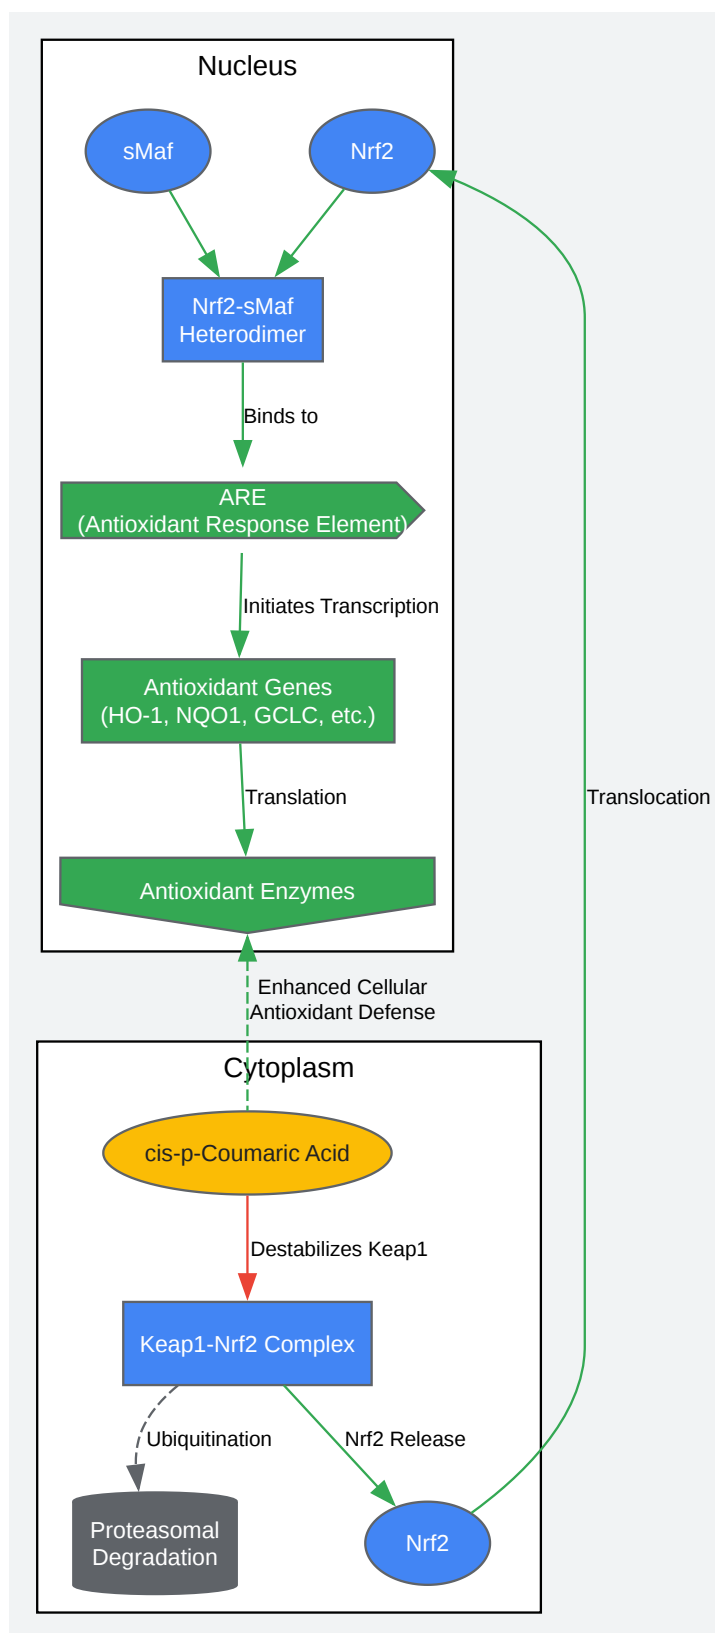 Nucleus
sMaf
Nrf2
Nrf2-sMaf
Heterodimer
Binds to
ARE
(Antioxidant Response Element)
Initiates Transcription
Antioxidant Genes
(HO-1, NQO1, GCLC, etc.)
Translation
Translocation
Antioxidant Enzymes
Enhanced Cellular
Antioxidant Defense
Cytoplasm
cis-p-Coumaric Acid
Destabilizes Keap1
Keap1-Nrf2 Complex
Ubiquitination
Nrf2 Release
Proteasomal
Degradation
Nrf2